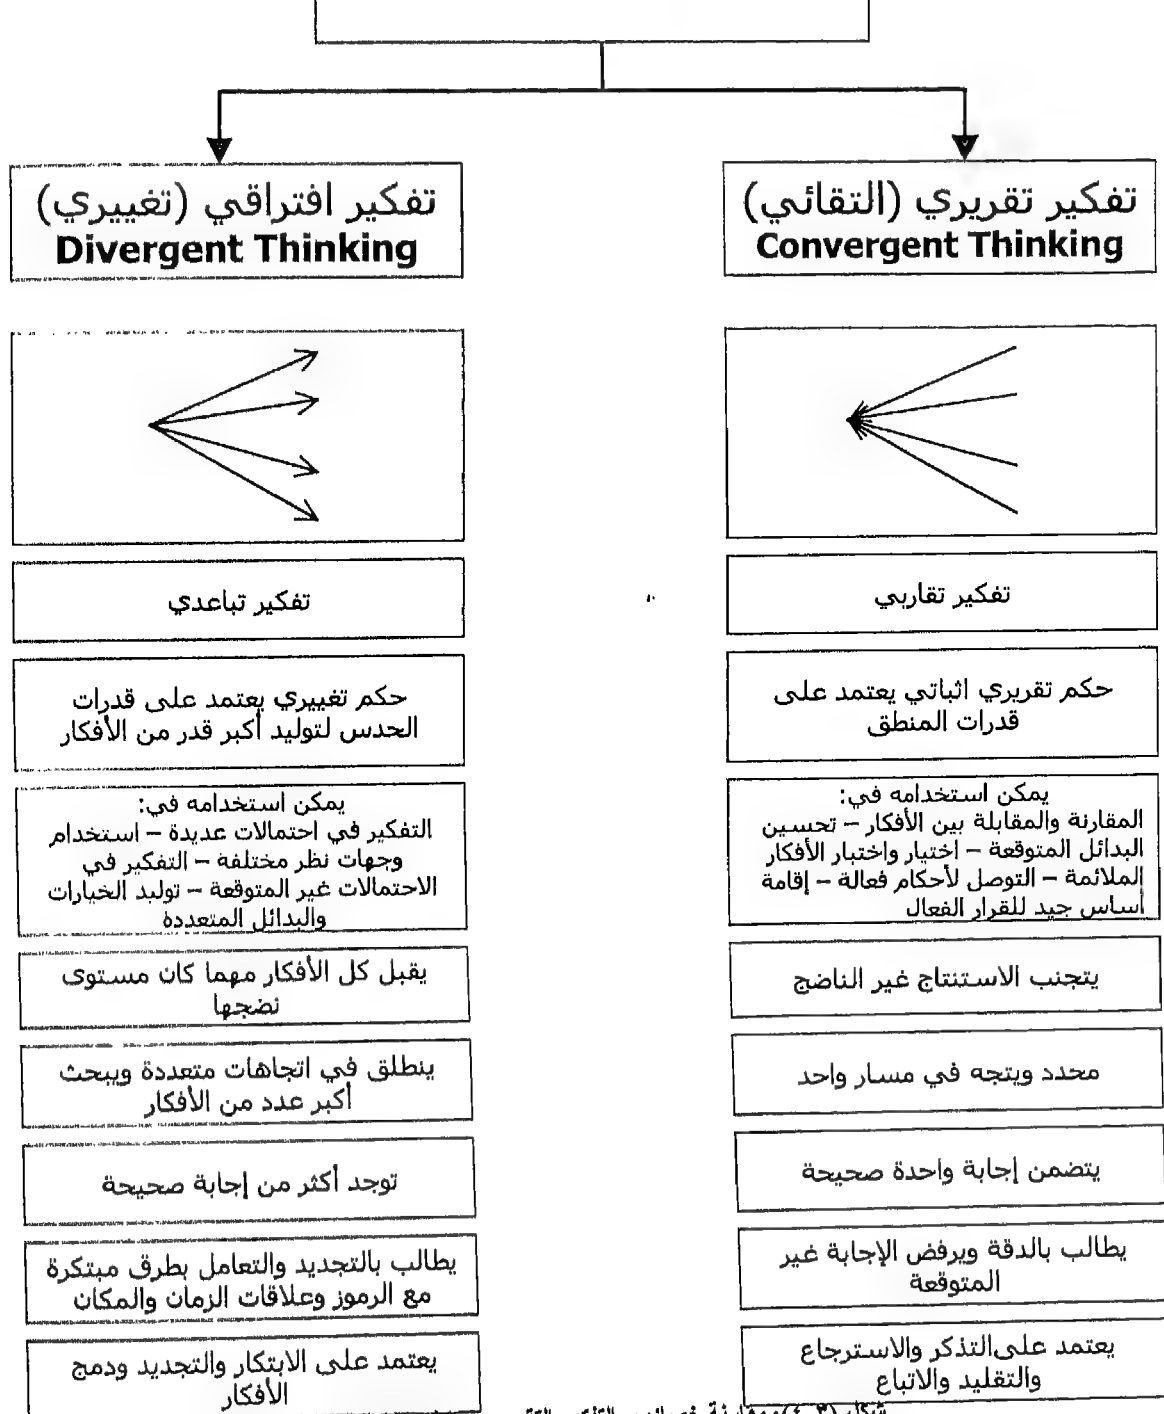 تفكير تقريري (التقائي)
Convergent Thinking
تفكير تقاربي
حكم تقريري اثباتي يعتمد على
قدرات المنطق
يمكن استخدامه في:
المقارنة والمقابلة بين الأفكار – تحسين
البدائل المتوقعة – اختيار واختبار الأفكار
الملائمة – التوصل لأحكام فعالة – إقامة
أساس جيد للقرار الفعال
يتجنب الاستنتاج غير الناضج
محدد ويتجه في مسار واحد
يتضمن إجابة واحدة صحيحة
يطالب بالدقة ويرفض الإجابة غير
المتوقعة
يعتمد على التذكر والاسترجاع
والتقليد والاتباع
تفكير افتراقي (تغييري)
Divergent Thinking
تفكير تباعدي
حكم تغييري يعتمد على قدرات
الحدس لتوليد أكبر قدر من الأفكار
يمكن استخدامه في:
التفكير في احتمالات عديدة – استخدام
وجهات نظر مختلفة – التفكير في
الاحتمالات غير المتوقعة – توليد الخيارات
والبدائل المتعددة
يقبل كل الأفكار مهما كان مستوى
نضجها
ينطلق في اتجاهات متعددة ويبحث
أكبر عدد من الأفكار
توجد أكثر من إجابة صحيحة
يطالب بالتجديد والتعامل بطرق مبتكرة
مع الرموز وعلاقات الزمان والمكان
يعتمد على الابتكار والتجديد ودمج
الأفكار